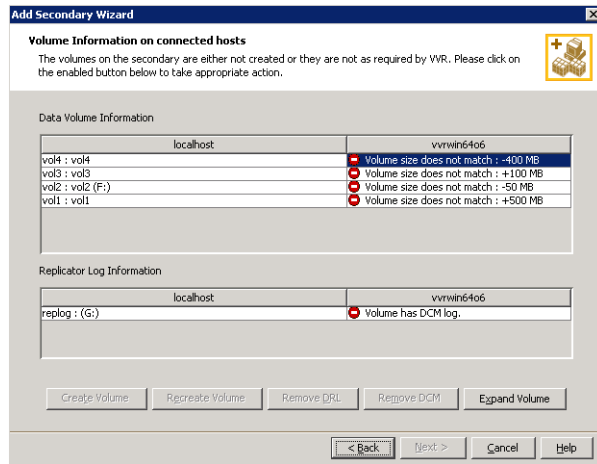 Add Secondary Wizard
Volume Information on connected hosts
The volumes on the secondary are either not created or they are not as required by VVR. Please click on
the enabled button below to take appropriate action.
Data Volume Information
localhost vvrwin64o6
vol4 : vol4 Volume size does not match : -400 MB
vol3 : vol3 Volume size does not match : +100 MB
vol2 : vol2 (F:) Volume size does not match : -50 MB
vol1 : vol1 Volume size does not match : +500 MB
Replicator Log Information
localhost vvrwin64o6
replog : (G:) Volume has DCM log.
Create Volume Recreate Volume Remove DRL Remove DCM Expand Volume
< Back Next > Cancel Help